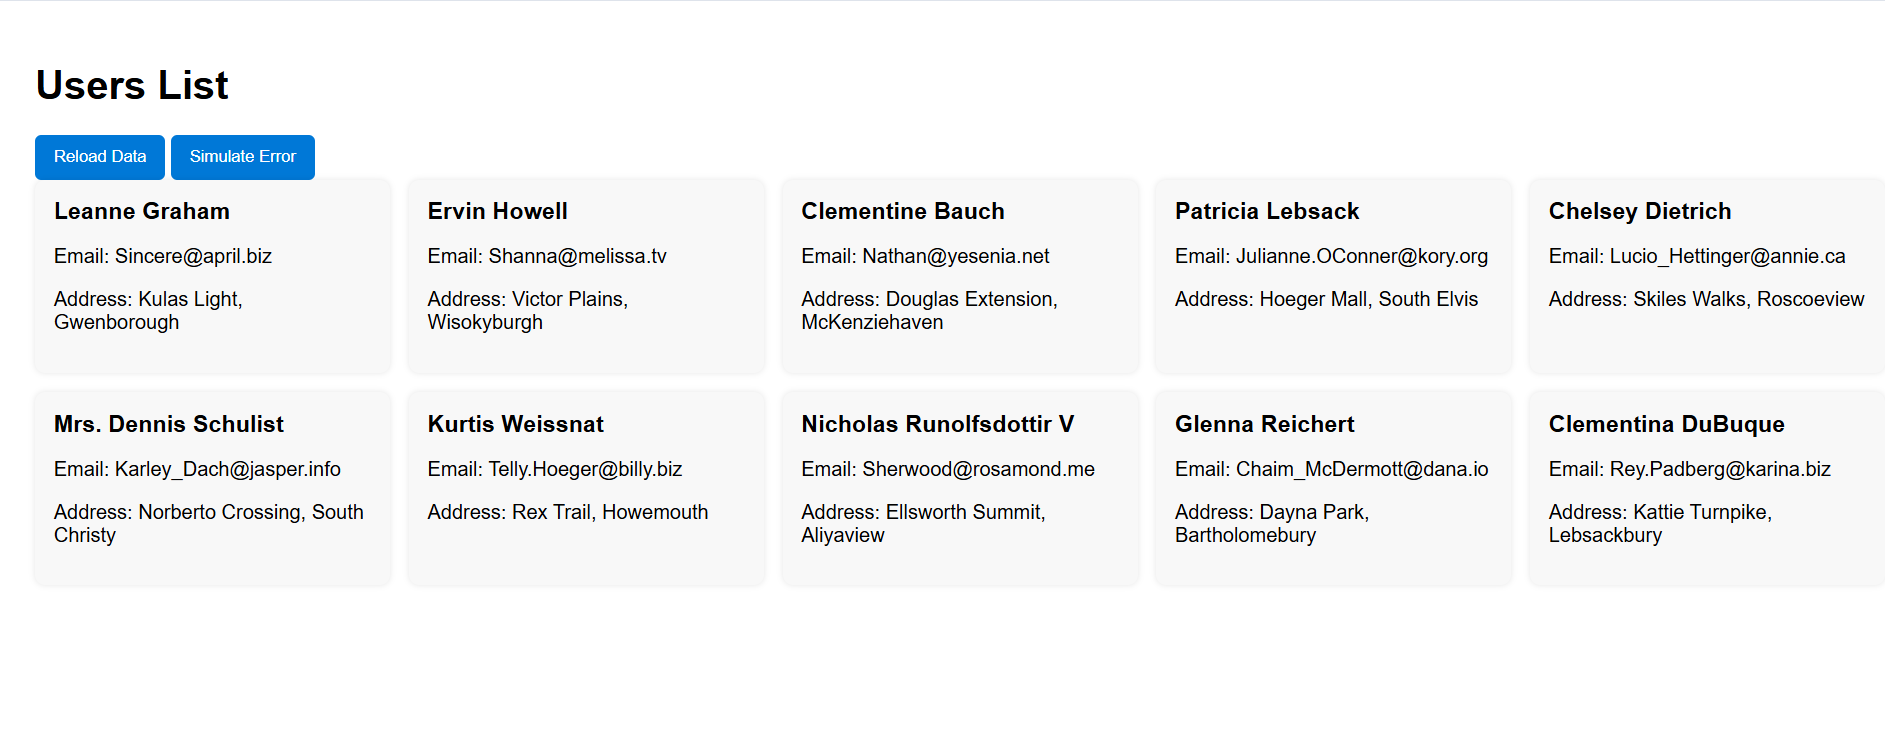 Users List
Reload Data
Simulate Error
Leanne Graham
Email: Sincere@april.biz
Address: Kulas Light,
Gwenborough
Ervin Howell
Email: Shanna@melissa.tv
Address: Victor Plains,
Wisokyburgh
Clementine Bauch
Email: Nathan@yesenia.net
Address: Douglas Extension,
McKenziehaven
Patricia Lebsack
Email: Julianne.OConner@kory.org
Address: Hoeger Mall, South Elvis
Chelsey Dietrich
Email: Lucio_Hettinger@annie.ca
Address: Skiles Walks, Roscoeview
Mrs. Dennis Schulist
Email: Karley_Dach@jasper.info
Address: Norberto Crossing, South
Christy
Kurtis Weissnat
Email: Telly.Hoeger@billy.biz
Address: Rex Trail, Howemouth
Nicholas Runolfsdottir V
Email: Sherwood@rosamond.me
Address: Ellsworth Summit,
Aliyaview
Glenna Reichert
Email: Chaim_McDermott@dana.io
Address: Dayna Park,
Bartholomebury
Clementina DuBuque
Email: Rey.Padberg@karina.biz
Address: Kattie Turnpike,
Lebsackbury